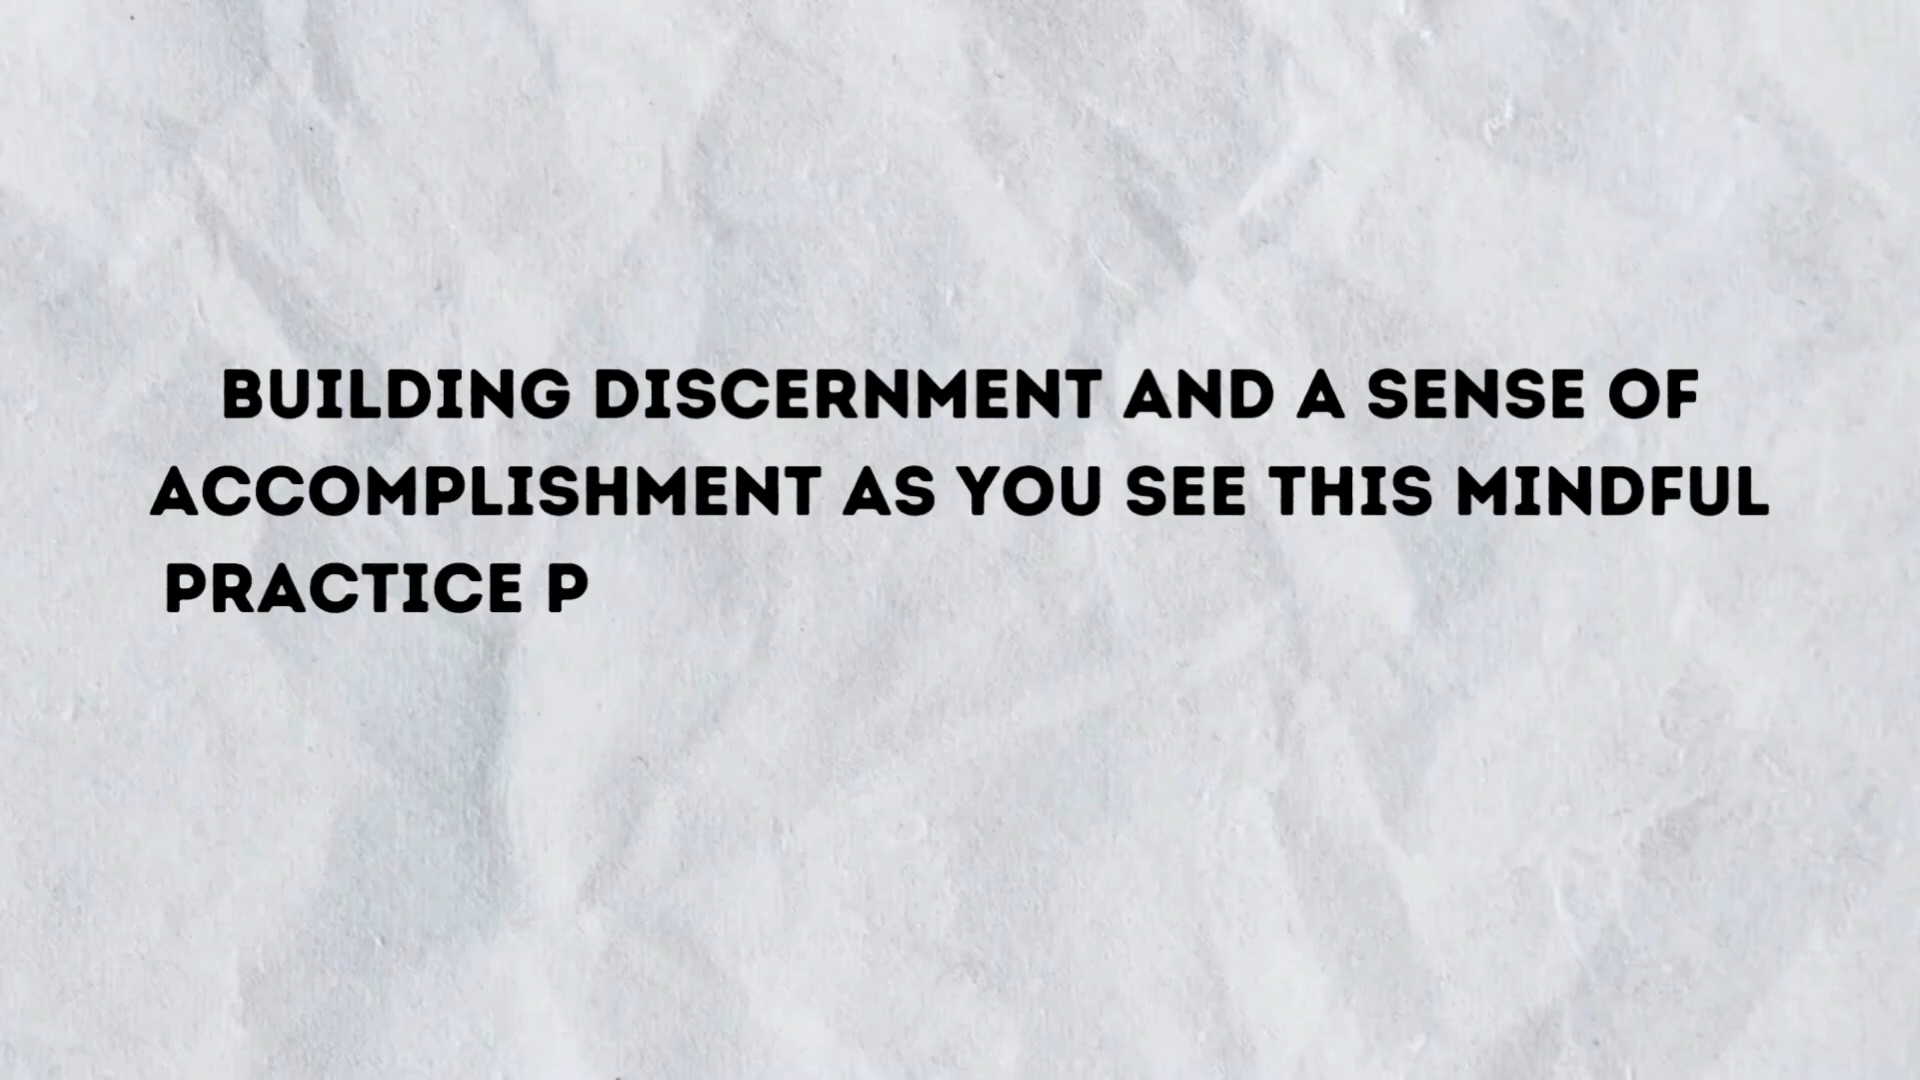 BUILDING DISCERNMENT AND A SENSE OF
ACCOMPLISHMENT AS YOU SEE THIS MINDFUL
PRACTICE P